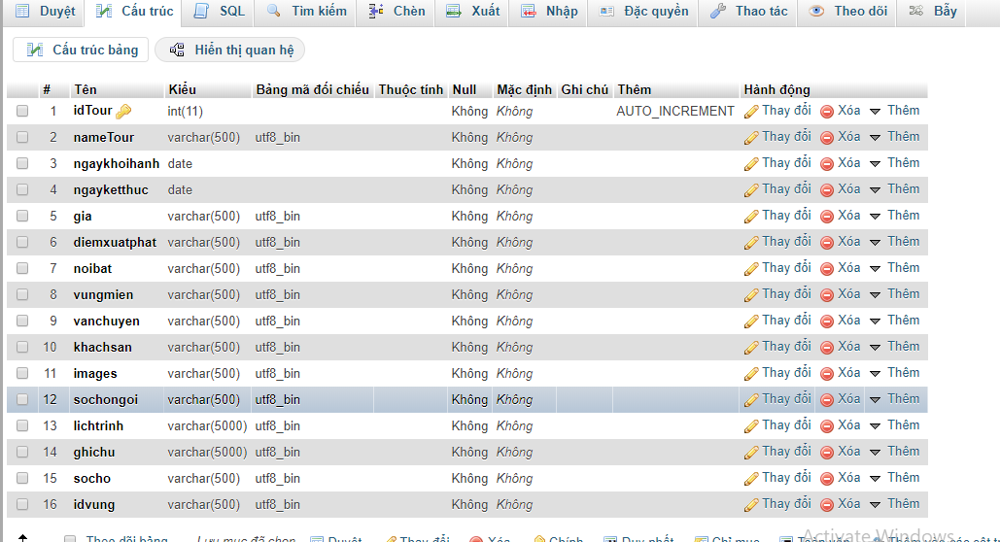 Duyệt Cấu trúc SQL Tìm kiếm Chèn Xuất Nhập Đặc quyền Thao tác Theo dõi Bẫy
Cấu trúc bảng Hiển thị quan hệ
# Tên Kiểu Bảng mã đối chiếu Thuộc tính Null Mặc định Ghi chú Thêm Hành động
1 idTour int(11) Không Không AUTO_INCREMENT Thay đổi Xóa Thêm
2 nameTour varchar(500) utf8_bin Không Không Thay đổi Xóa Thêm
3 ngaykhoihanh date Không Không Thay đổi Xóa Thêm
4 ngayketthuc date Không Không Thay đổi Xóa Thêm
5 gia varchar(500) utf8_bin Không Không Thay đổi Xóa Thêm
6 diemxuatphat varchar(500) utf8_bin Không Không Thay đổi Xóa Thêm
7 noibat varchar(500) utf8_bin Không Không Thay đổi Xóa Thêm
8 vungmien varchar(500) utf8_bin Không Không Thay đổi Xóa Thêm
9 vanchuyen varchar(500) utf8_bin Không Không Thay đổi Xóa Thêm
10 khachsan varchar(500) utf8_bin Không Không Thay đổi Xóa Thêm
11 images varchar(500) utf8_bin Không Không Thay đổi Xóa Thêm
12 sochongoi varchar(500) utf8_bin Không Không Thay đổi Xóa Thêm
13 lichtrinh varchar(5000) utf8_bin Không Không Thay đổi Xóa Thêm
14 ghichu varchar(5000) utf8_bin Không Không Thay đổi Xóa Thêm
15 socho varchar(500) utf8_bin Không Không Thay đổi Xóa Thêm
16 idvung varchar(500) utf8_bin Không Không Thay đổi Xóa Thêm
Theo dõi bảng Lưu mục đã chọn Duyệt Thay đổi Xóa Chính Duy nhất Chỉ mục
Activate Windows